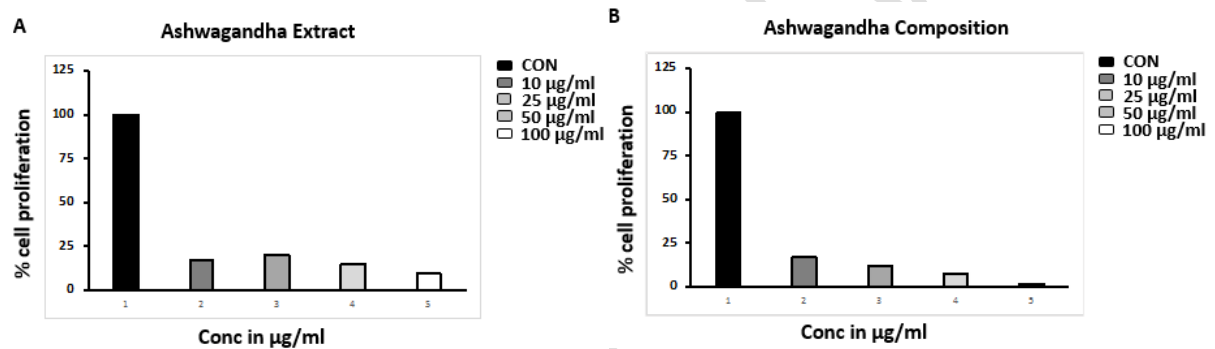 A
Ashwagandha Extract
125
100
75
50
25
0
% cell proliferation
1 2 3 4 5
Conc in µg/ml
CON
10 µg/ml
25 µg/ml
50 µg/ml
100 µg/ml
B
Ashwagandha Composition
125
100
75
50
25
0
% cell proliferation
1 2 3 4 5
Conc in µg/ml
CON
10 µg/ml
25 µg/ml
50 µg/ml
100 µg/ml